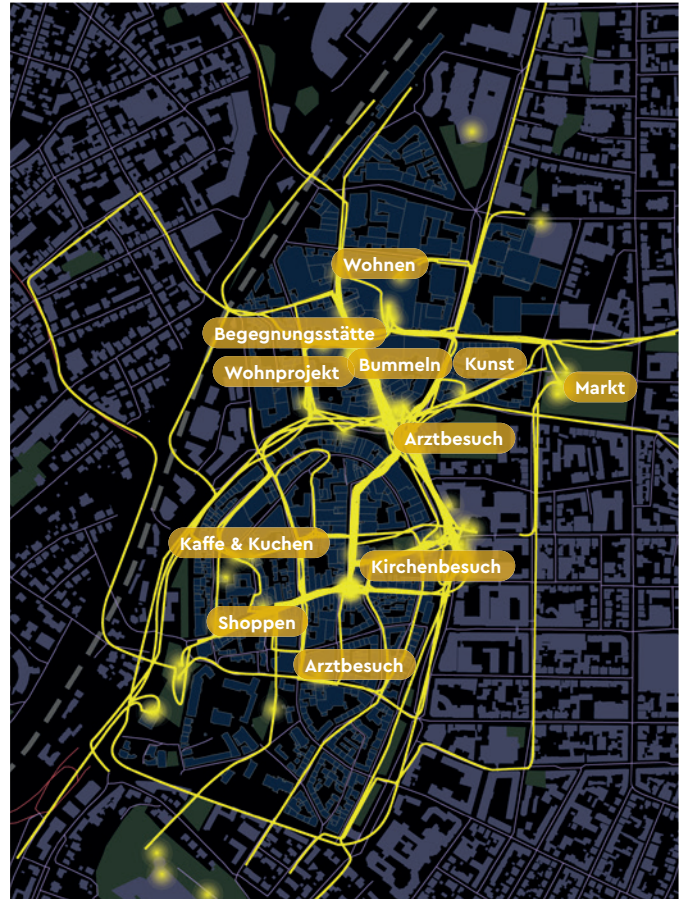 Wohnen
Begegnungsstätte
Bummeln
Kunst
Wohnprojekt
Markt
Arztbesuch
Kaffe & Kuchen
Kirchenbesuch
Shoppen
Arztbesuch